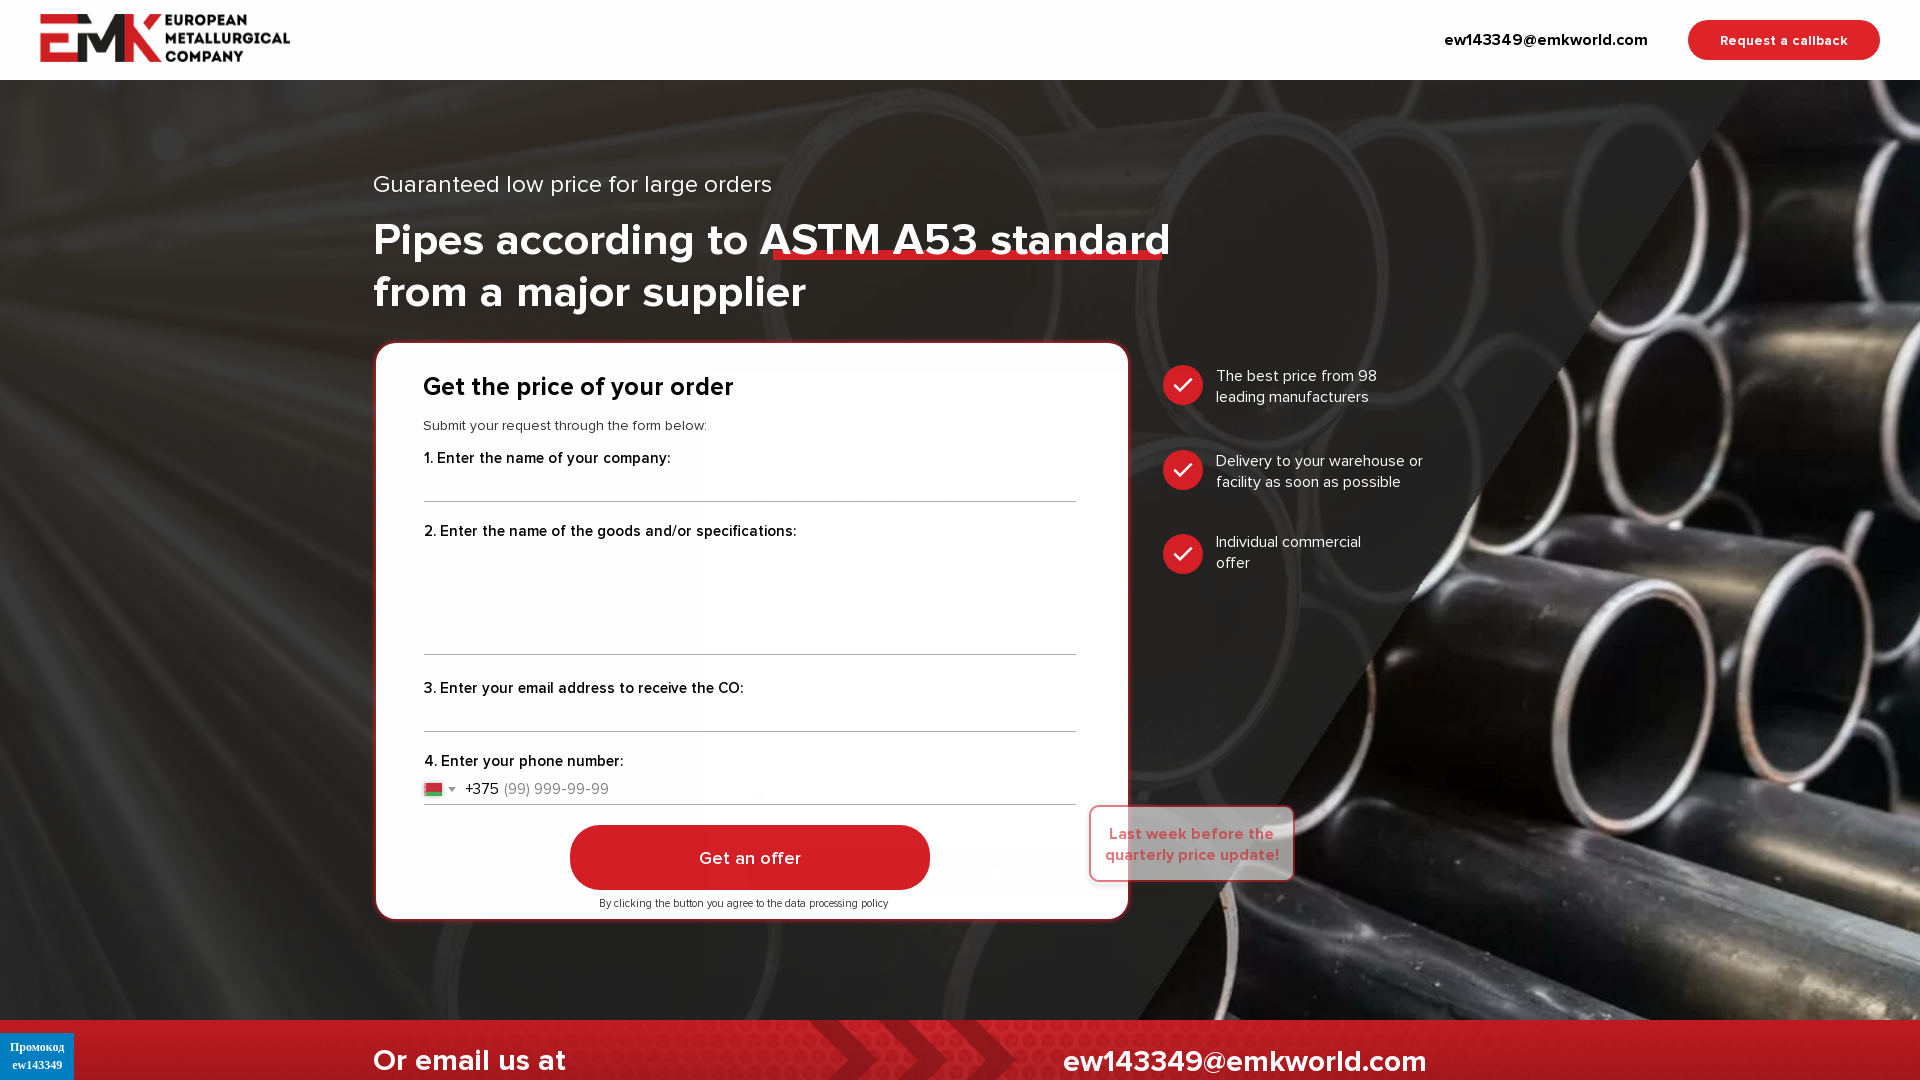 EUROPEAN
METALLURGICAL
COMPANY
EMK
ew143349@emkworld.com
Request a callback
Guaranteed low price for large orders
Pipes according to ASTM A53 standard
from a major supplier
Get the price of your order
Submit your request through the form below:
1. Enter the name of your company:
2. Enter the name of the goods and/or specifications:
3. Enter your email address to receive the CO:
4. Enter your phone number:
+375 (99) 999-99-99
Get an offer
By clicking the button you agree to the data processing policy
The best price from 98
leading manufacturers
Delivery to your warehouse or
facility as soon as possible
Individual commercial
offer
Last week before the
quarterly price update!
Or email us at
ew143349@emkworld.com
Промокод
ew143349